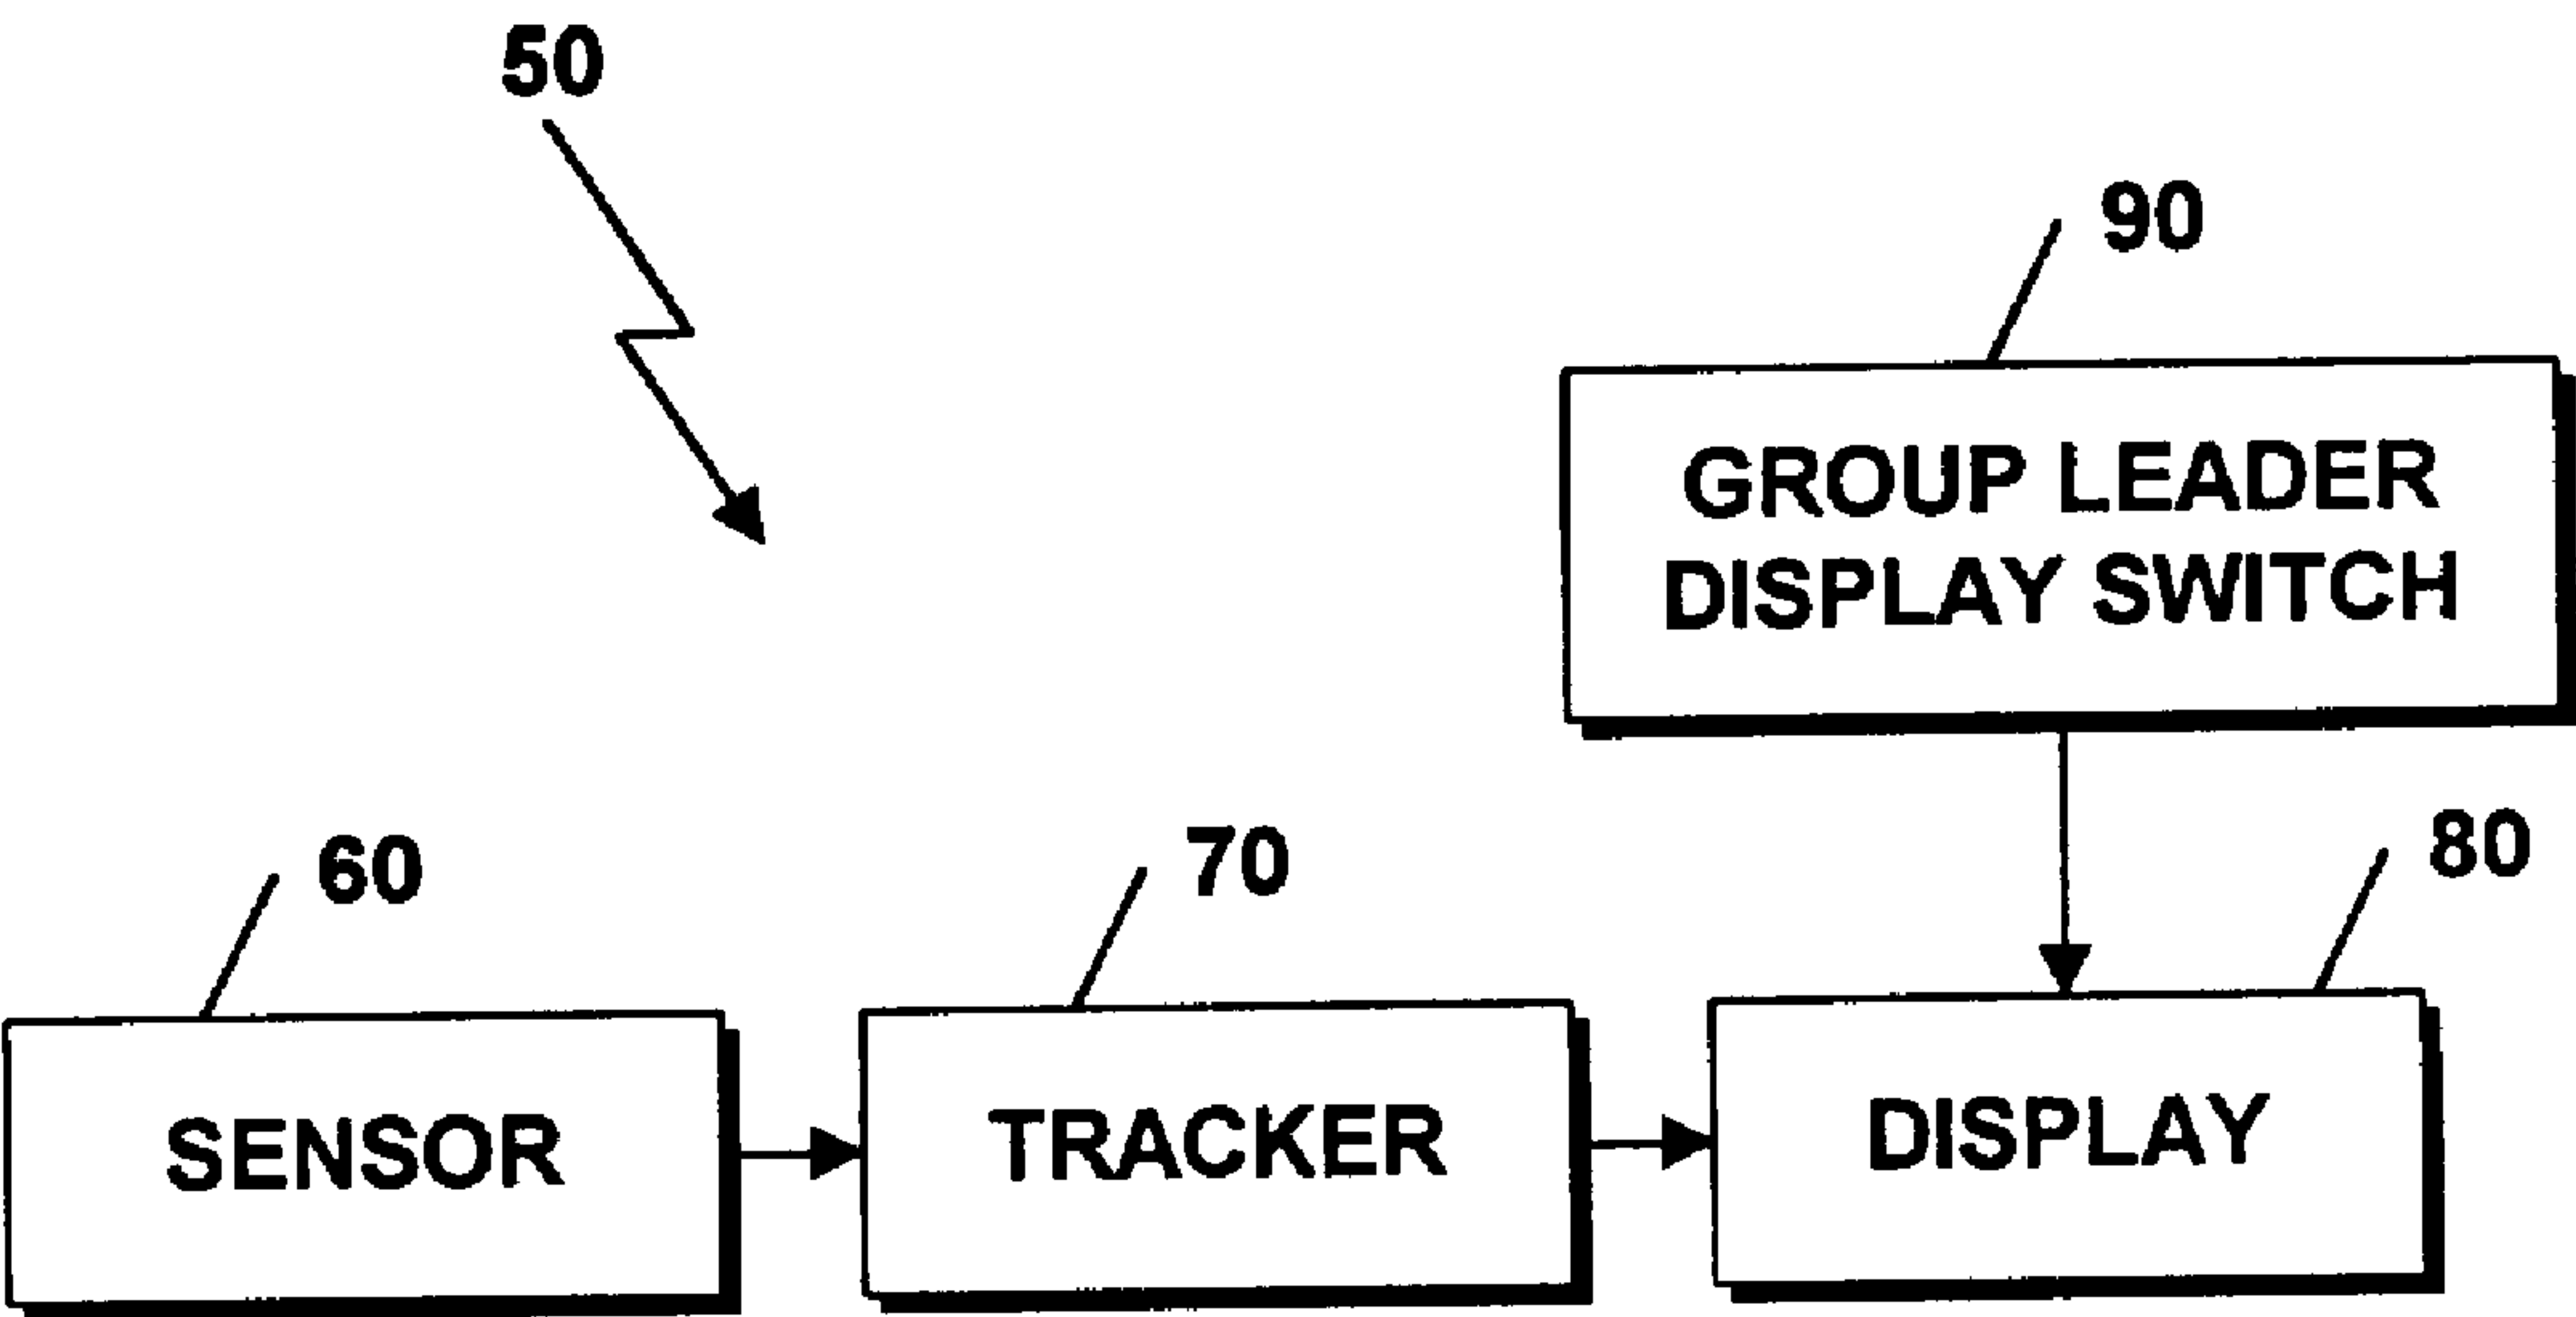 50
90
GROUP LEADER
DISPLAY SWITCH
60
70
80
SENSOR
TRACKER
DISPLAY